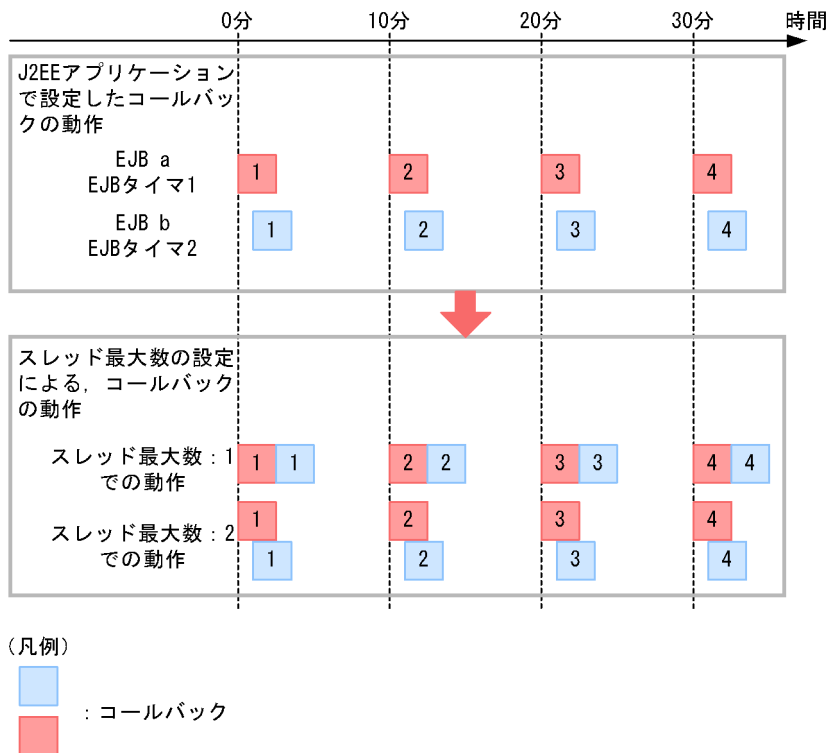 0分 10分 20分 30分 時間
J2EEアプリケーション
で設定したコールバッ
クの動作
EJB a
EJBタイマ1
1 2 3 4
EJB b
EJBタイマ2
1 2 3 4
スレッド最大数の設定
による，コールバック
の動作
スレッド最大数：1
での動作
1 1 2 2 3 3 4 4
スレッド最大数：2
での動作
1 2 3 4
1 2 3 4
（凡例）
：コールバック